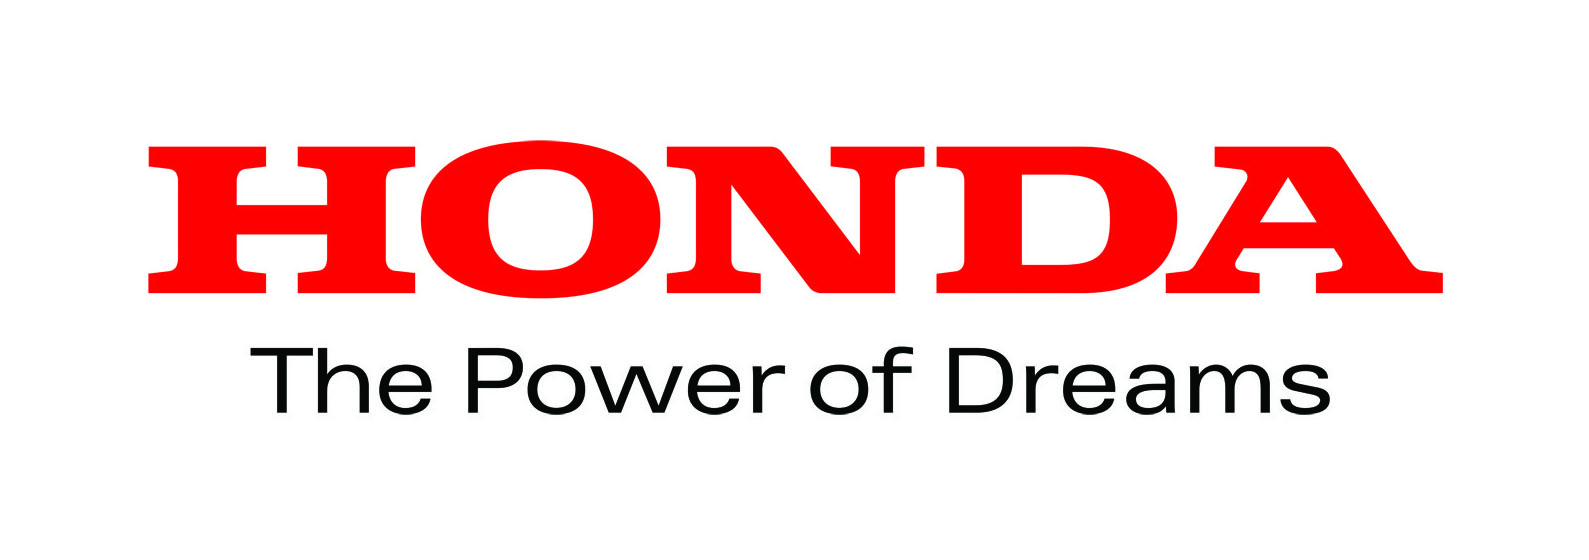 HONDA
The Power of Dreams